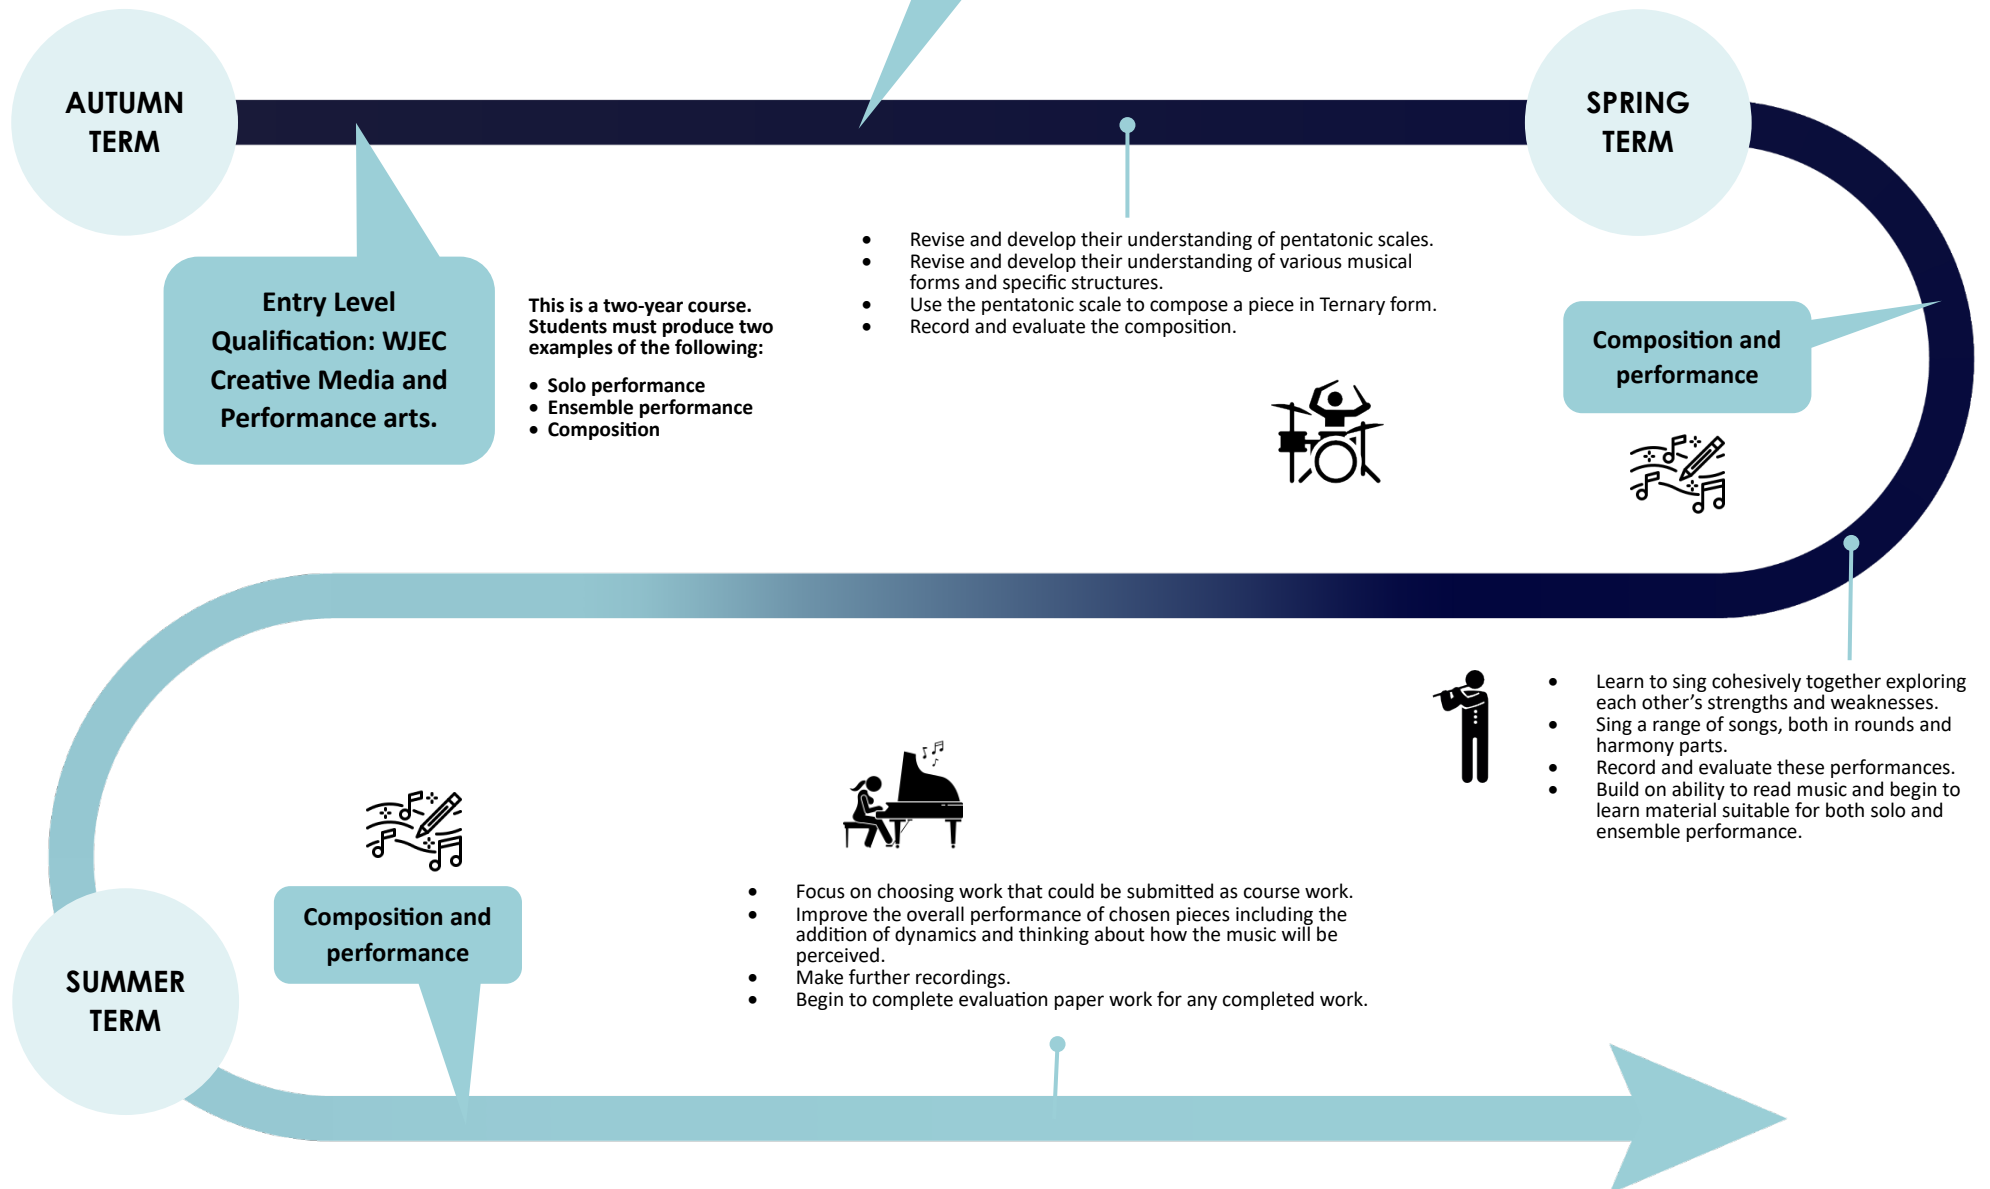 AUTUMN
TERM
SPRING
TERM
Entry Level
Qualification: WJEC
Creative Media and
Performance arts.
This is a two-year course.
Students must produce two
examples of the following:
• Solo performance
• Ensemble performance
• Composition
• Revise and develop their understanding of pentatonic scales.
• Revise and develop their understanding of various musical
forms and specific structures.
• Use the pentatonic scale to compose a piece in Ternary form.
• Record and evaluate the composition.
Composition and
performance
• Learn to sing cohesively together exploring
each other’s strengths and weaknesses.
• Sing a range of songs, both in rounds and
harmony parts.
• Record and evaluate these performances.
• Build on ability to read music and begin to
learn material suitable for both solo and
ensemble performance.
SUMMER
TERM
Composition and
performance
• Focus on choosing work that could be submitted as course work.
• Improve the overall performance of chosen pieces including the
addition of dynamics and thinking about how the music will be
perceived.
• Make further recordings.
• Begin to complete evaluation paper work for any completed work.